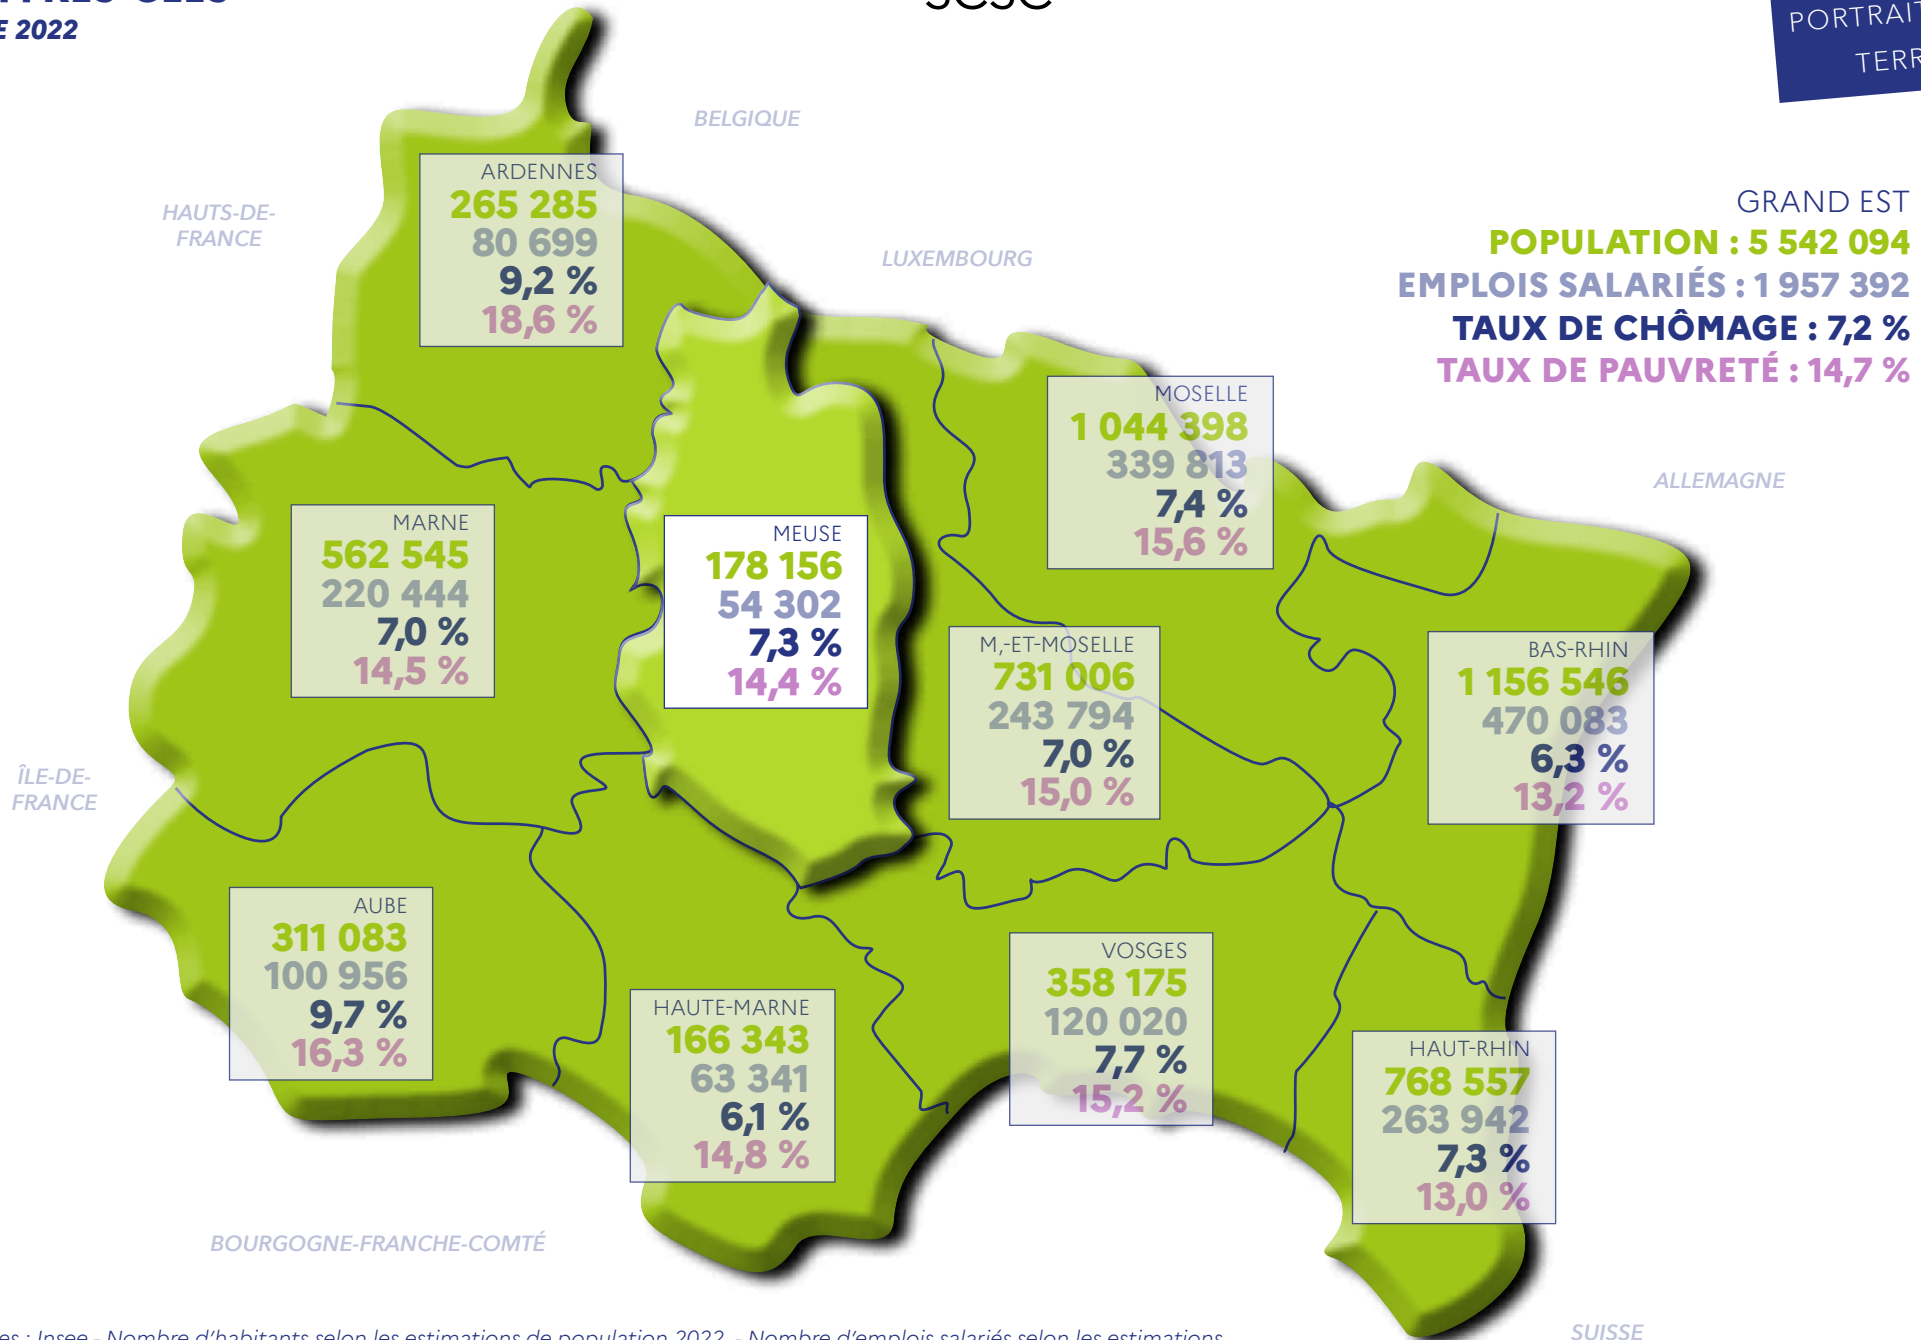 E 2022
PORTRAIT
TERR
BELGIQUE
HAUTS-DE-
FRANCE
LUXEMBOURG
ALLEMAGNE
ÎLE-DE-
FRANCE
BOURGOGNE-FRANCHE-COMTÉ
SUISSE
GRAND EST
POPULATION : 5 542 094
EMPLOIS SALARIÉS : 1 957 392
TAUX DE CHÔMAGE : 7,2 %
TAUX DE PAUVRETÉ : 14,7 %
ARDENNES
265 285
80 699
9,2 %
18,6 %
MOSELLE
1 044 398
339 813
7,4 %
15,6 %
MARNE
562 545
220 444
7,0 %
14,5 %
MEUSE
178 156
54 302
7,3 %
14,4 %
M,-ET-MOSELLE
731 006
243 794
7,0 %
15,0 %
BAS-RHIN
1 156 546
470 083
6,3 %
13,2 %
AUBE
311 083
100 956
9,7 %
16,3 %
HAUTE-MARNE
166 343
63 341
6,1 %
14,8 %
VOSGES
358 175
120 020
7,7 %
15,2 %
HAUT-RHIN
768 557
263 942
7,3 %
13,0 %
es : Insee - Nombre d'habitants selon les estimations de population 2022 - Nombre d'emplois salariés selon les estimations